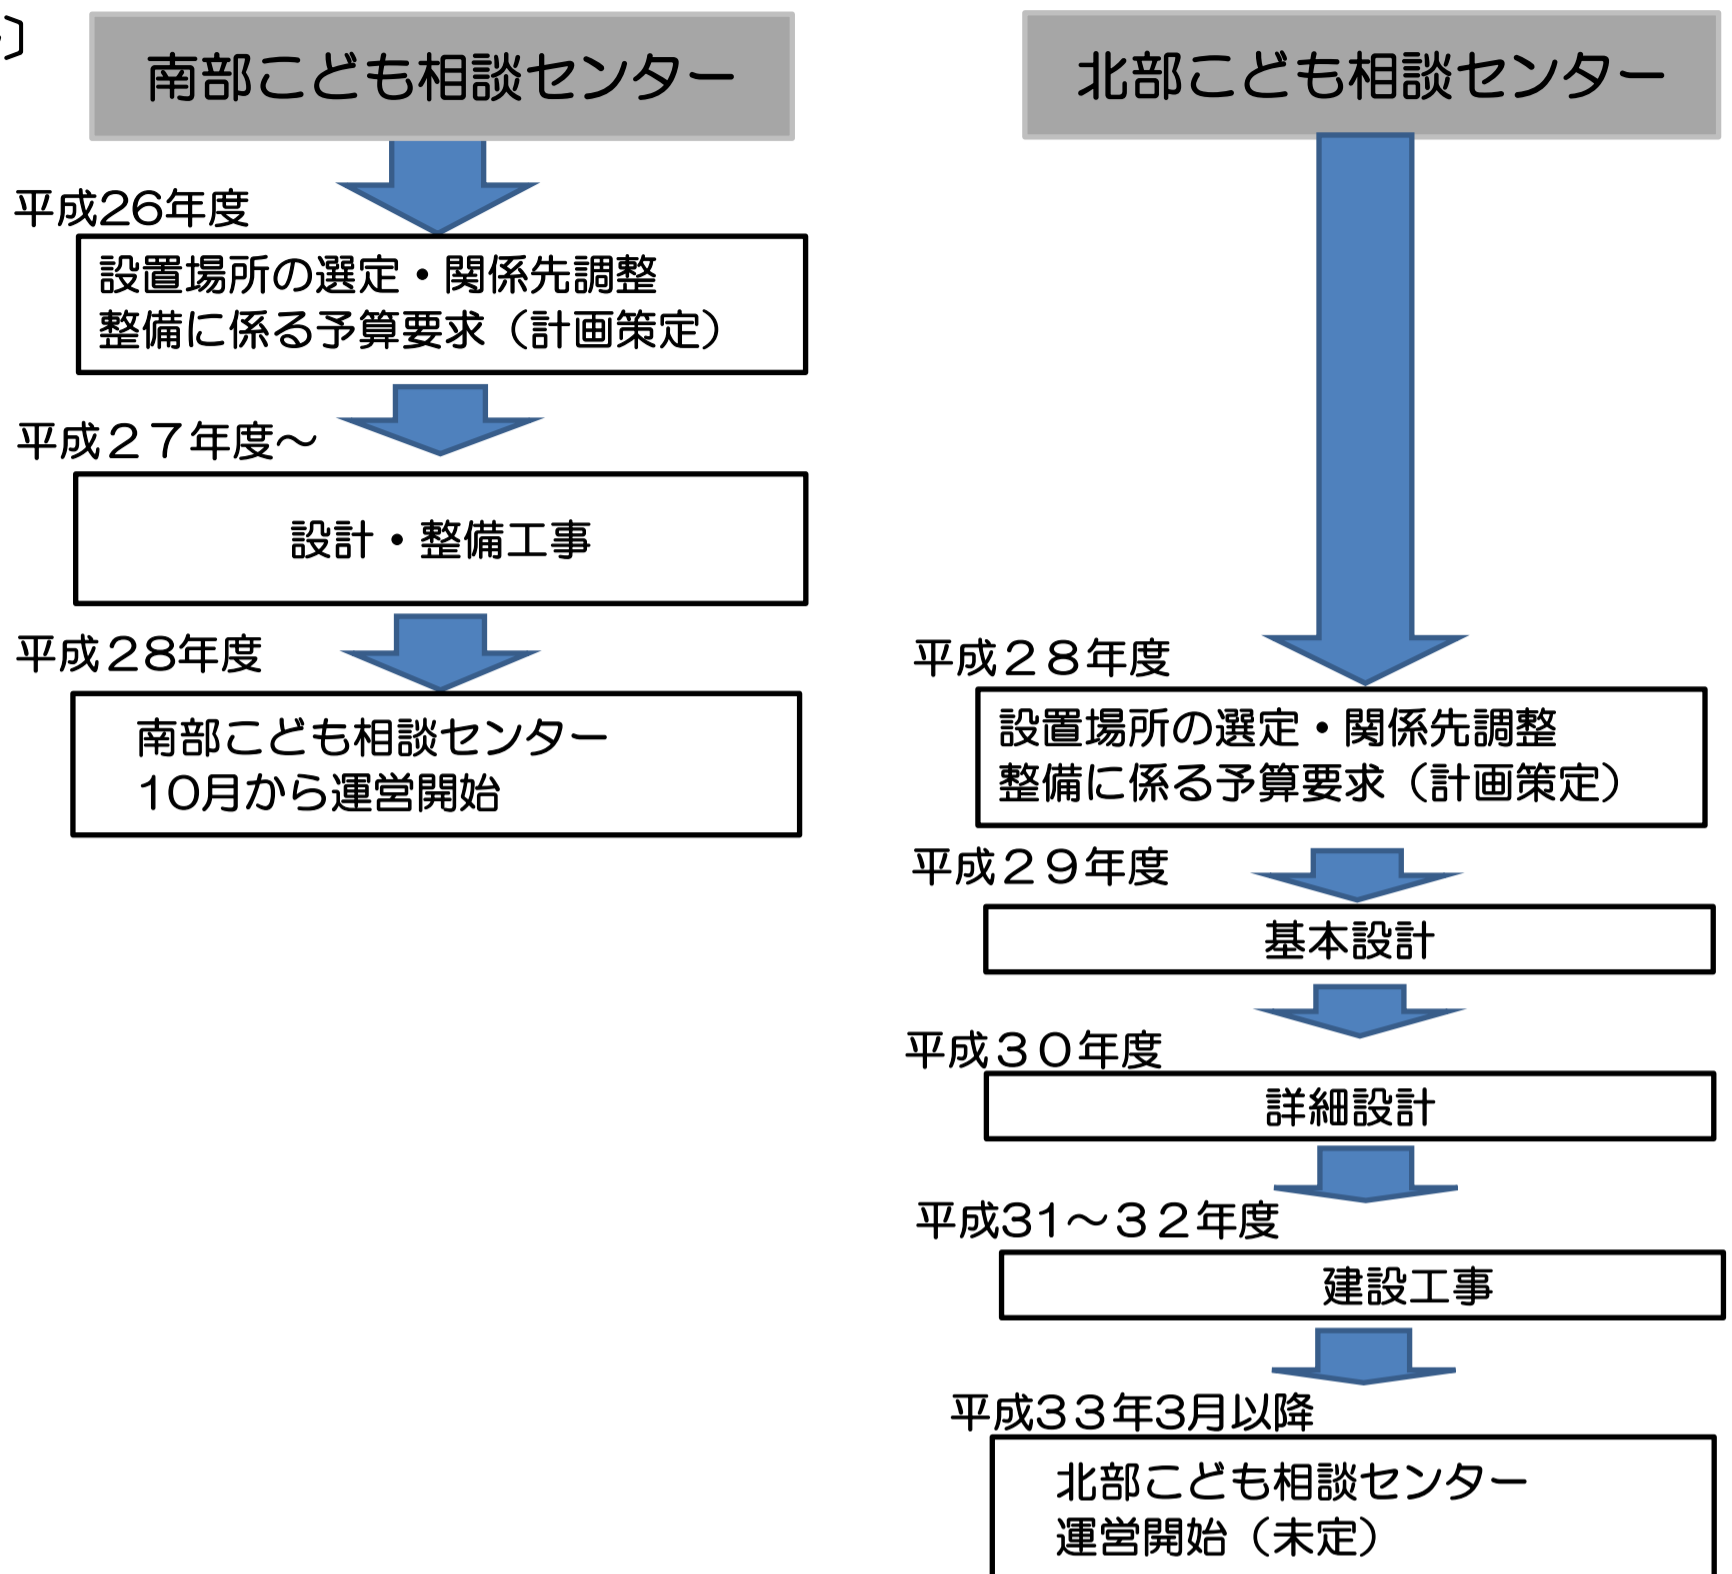 〕
南部こども相談センター
平成26年度
設置場所の選定・関係先調整
整備に係る予算要求（計画策定）
平成２７年度～
設計・整備工事
平成２8年度
南部こども相談センター
10月から運営開始
北部こども相談センター
平成２８年度
設置場所の選定・関係先調整
整備に係る予算要求（計画策定）
平成２９年度
基本設計
平成３０年度
詳細設計
平成31～３２年度
建設工事
平成３３年3月以降
北部こども相談センター
運営開始（未定）